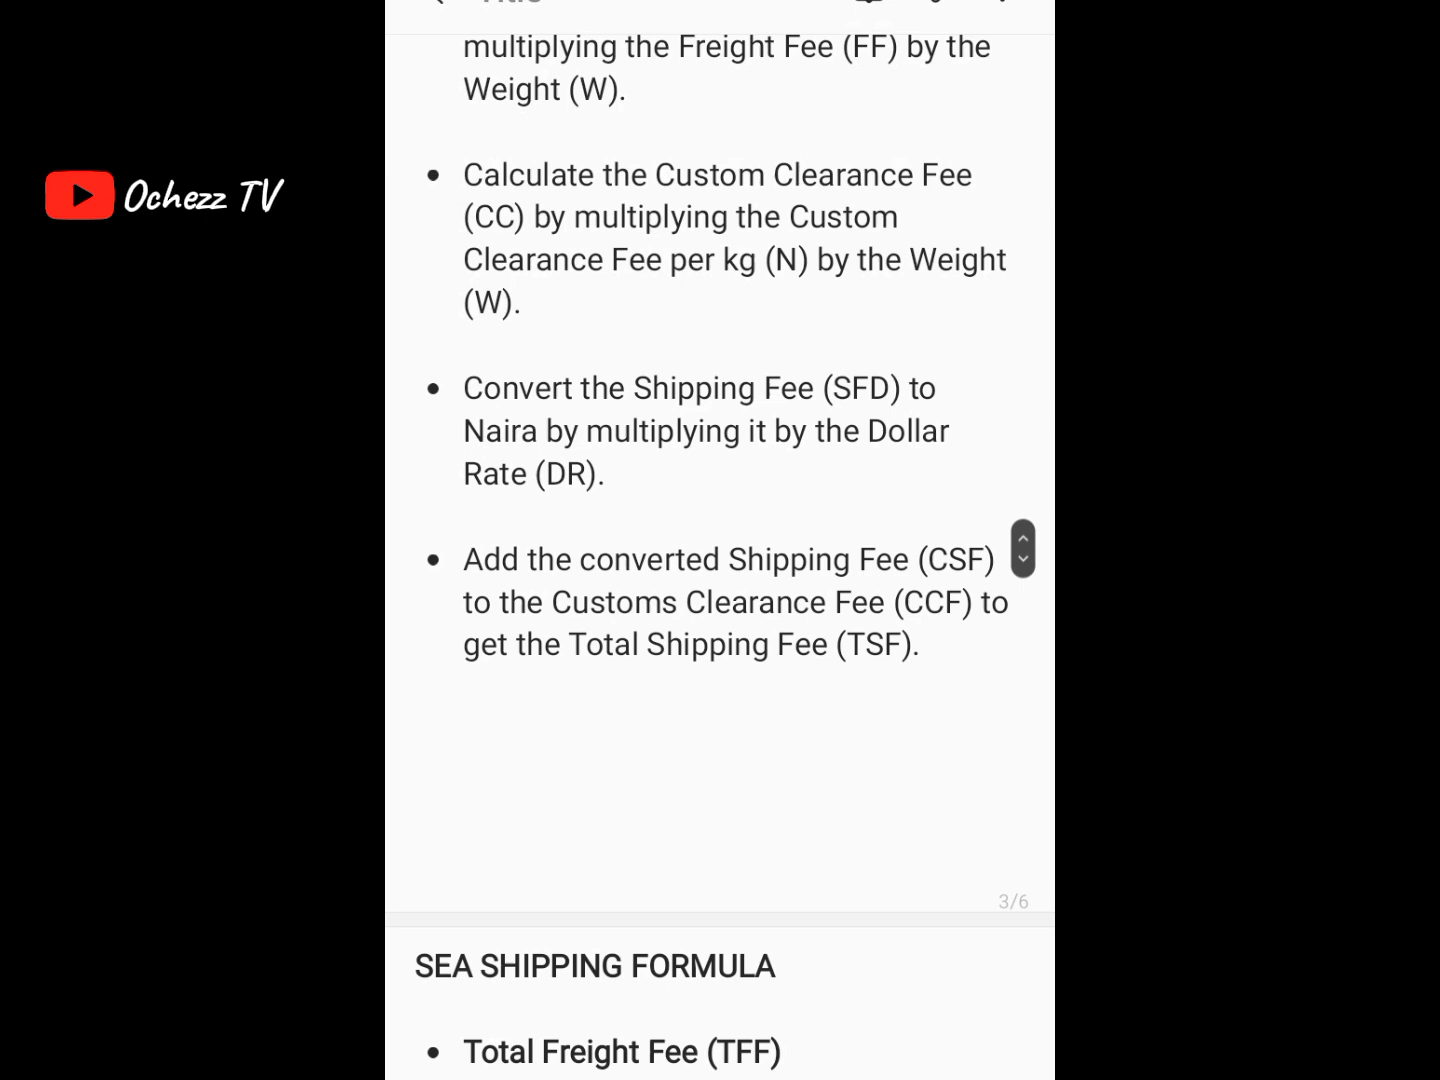 multiplying the Freight Fee (FF) by the
Weight (W).
Ochezz TV
• Calculate the Custom Clearance Fee
(CC) by multiplying the Custom
Clearance Fee per kg (N) by the Weight
(W).
• Convert the Shipping Fee (SFD) to
Naira by multiplying it by the Dollar
Rate (DR).
• Add the converted Shipping Fee (CSF)
to the Customs Clearance Fee (CCF) to
get the Total Shipping Fee (TSF).
3/6
SEA SHIPPING FORMULA
• Total Freight Fee (TFF)